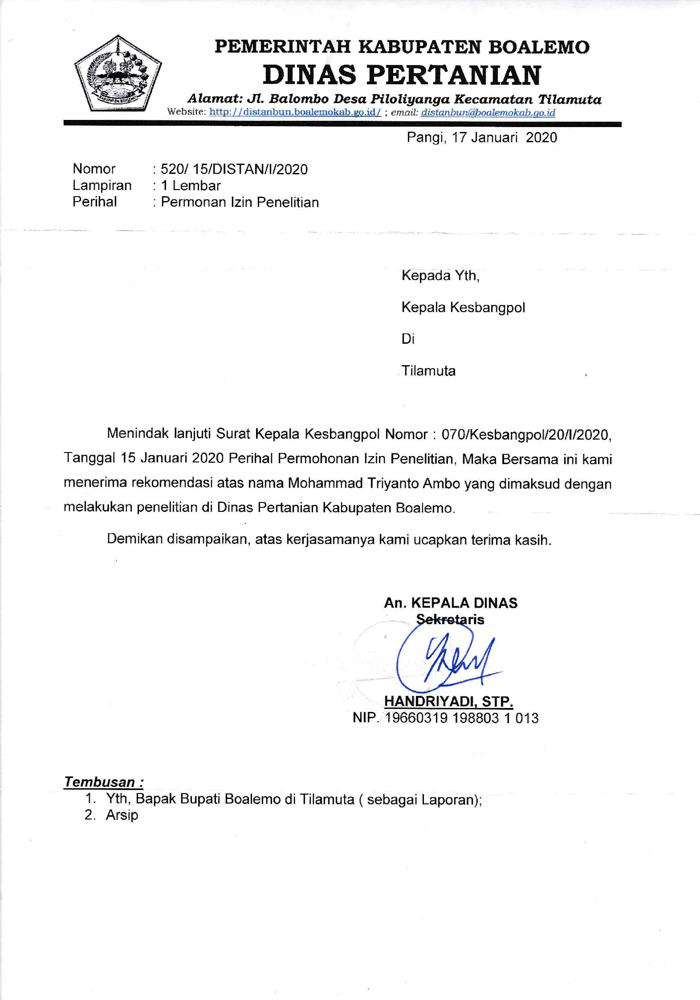 PEMERINTAH KABUPATEN BOALEMO
DINAS PERTANIAN
Alamat: Jl. Balombo Desa Piloliyanga Kecamatan Tilamuta
Website: http://distanbun.boalemokab.go.id/ ; email: distanbun@boalemokab.go.id
KABUPATEN BOALEMO
Pangi, 17 Januari 2020
Nomor : 520/ 15/DISTAN/I/2020
Lampiran : 1 Lembar
Perihal : Permonan Izin Penelitian
Kepada Yth,
Kepala Kesbangpol
Di
Tilamuta
Menindak lanjuti Surat Kepala Kesbangpol Nomor : 070/Kesbangpol/20/I/2020,
Tanggal 15 Januari 2020 Perihal Permohonan Izin Penelitian, Maka Bersama ini kami
menerima rekomendasi atas nama Mohammad Triyanto Ambo yang dimaksud dengan
melakukan penelitian di Dinas Pertanian Kabupaten Boalemo.
Demikan disampaikan, atas kerjasamanya kami ucapkan terima kasih.
An. KEPALA DINAS
Sekretaris
HANDRIYADI, STP.
NIP. 19660319 198803 1 013
Tembusan :
1. Yth, Bapak Bupati Boalemo di Tilamuta ( sebagai Laporan);
2. Arsip